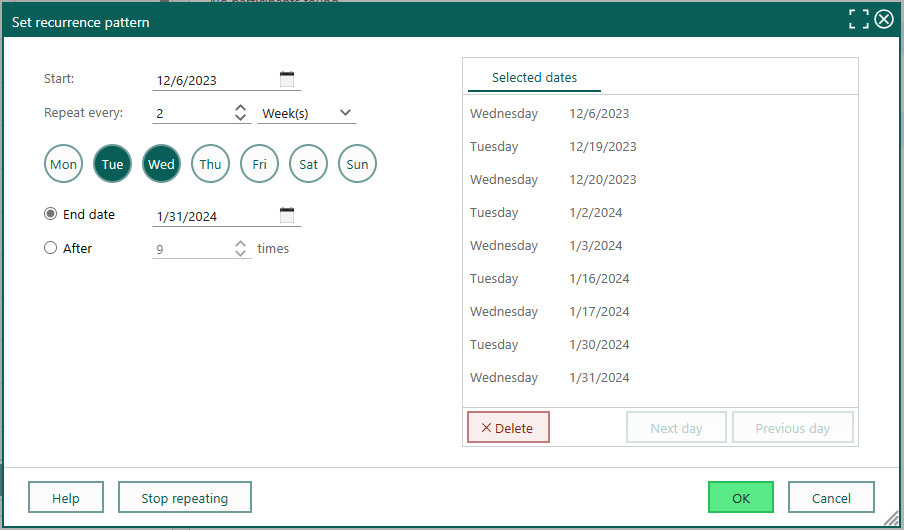 No participants found
Set recurrence pattern
Start: 12/6/2023
Repeat every: 2 Week(s)
Mon Tue Wed Thu Fri Sat Sun
End date 1/31/2024
After 9 times
Selected dates
Wednesday 12/6/2023
Tuesday 12/19/2023
Wednesday 12/20/2023
Tuesday 1/2/2024
Wednesday 1/3/2024
Tuesday 1/16/2024
Wednesday 1/17/2024
Tuesday 1/30/2024
Wednesday 1/31/2024
Delete Next day Previous day
Help Stop repeating OK Cancel